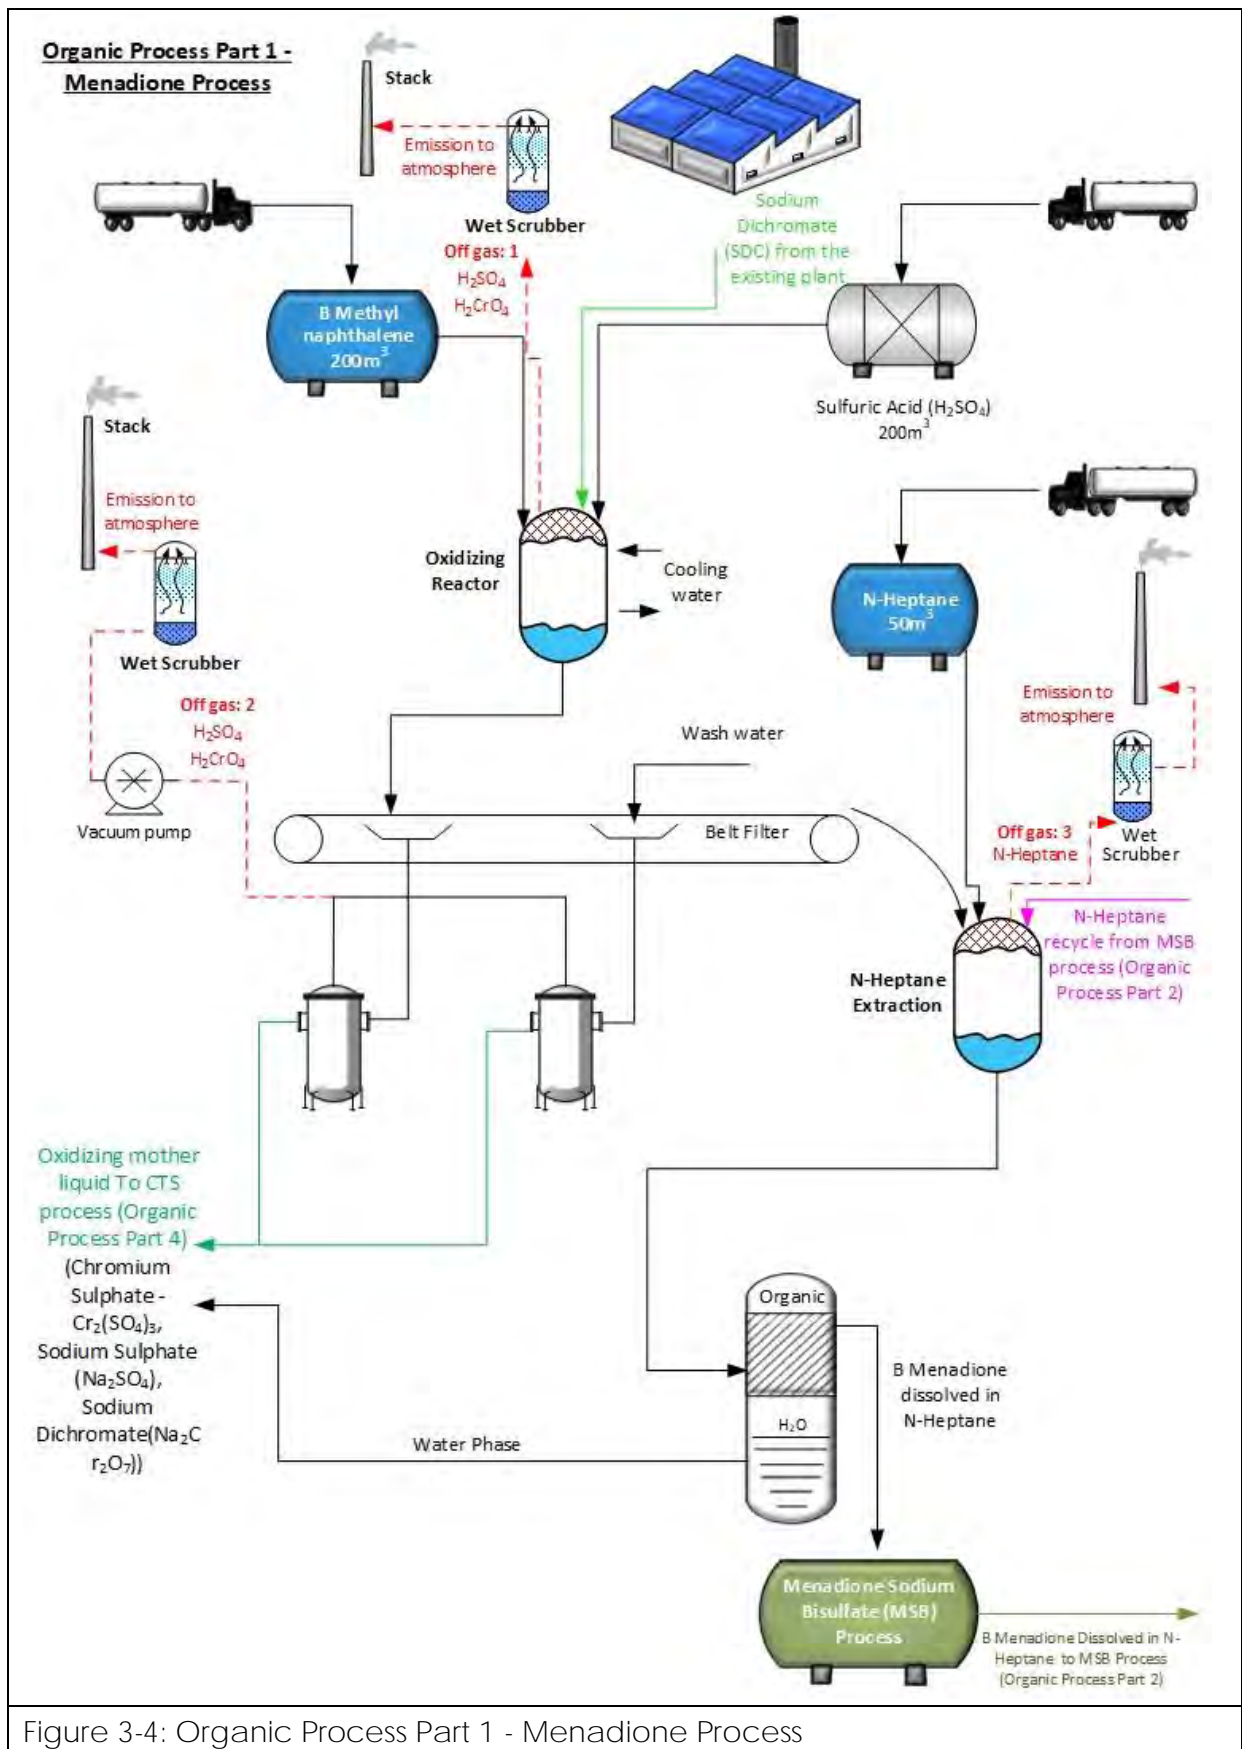 Organic Process Part 1 -
Menadione Process
Stack
Emission to
atmosphere
Wet Scrubber
Off gas: 1
H₂SO₄
H₂CrO₄
Sodium
Dichromate
(SDC) from the
existing plant
B Methyl
naphthalene
200m³
Sulfuric Acid (H₂SO₄)
200m³
Stack
Emission to
atmosphere
Wet Scrubber
Off gas: 2
H₂SO₄
H₂CrO₄
Vacuum pump
Oxidizing
Reactor
Cooling
water
N-Heptane
50m³
Emission to
atmosphere
Wet
Scrubber
Off gas: 3
N-Heptane
Wash water
Belt Filter
N-Heptane
recycle from MSB
process (Organic
Process Part 2)
N-Heptane
Extraction
Oxidizing mother
liquid To CTS
process (Organic
Process Part 4)
(Chromium
Sulphate -
Cr₂(SO₄)₃,
Sodium Sulphate
(Na₂SO₄),
Sodium
Dichromate(Na₂C
r₂O₇))
Water Phase
Organic
H₂O
B Menadione
dissolved in
N-Heptane
Menadione Sodium
Bisulfate (MSB)
Process
B Menadione Dissolved in N-
Heptane to MSB Process
(Organic Process Part 2)
Figure 3-4: Organic Process Part 1 - Menadione Process